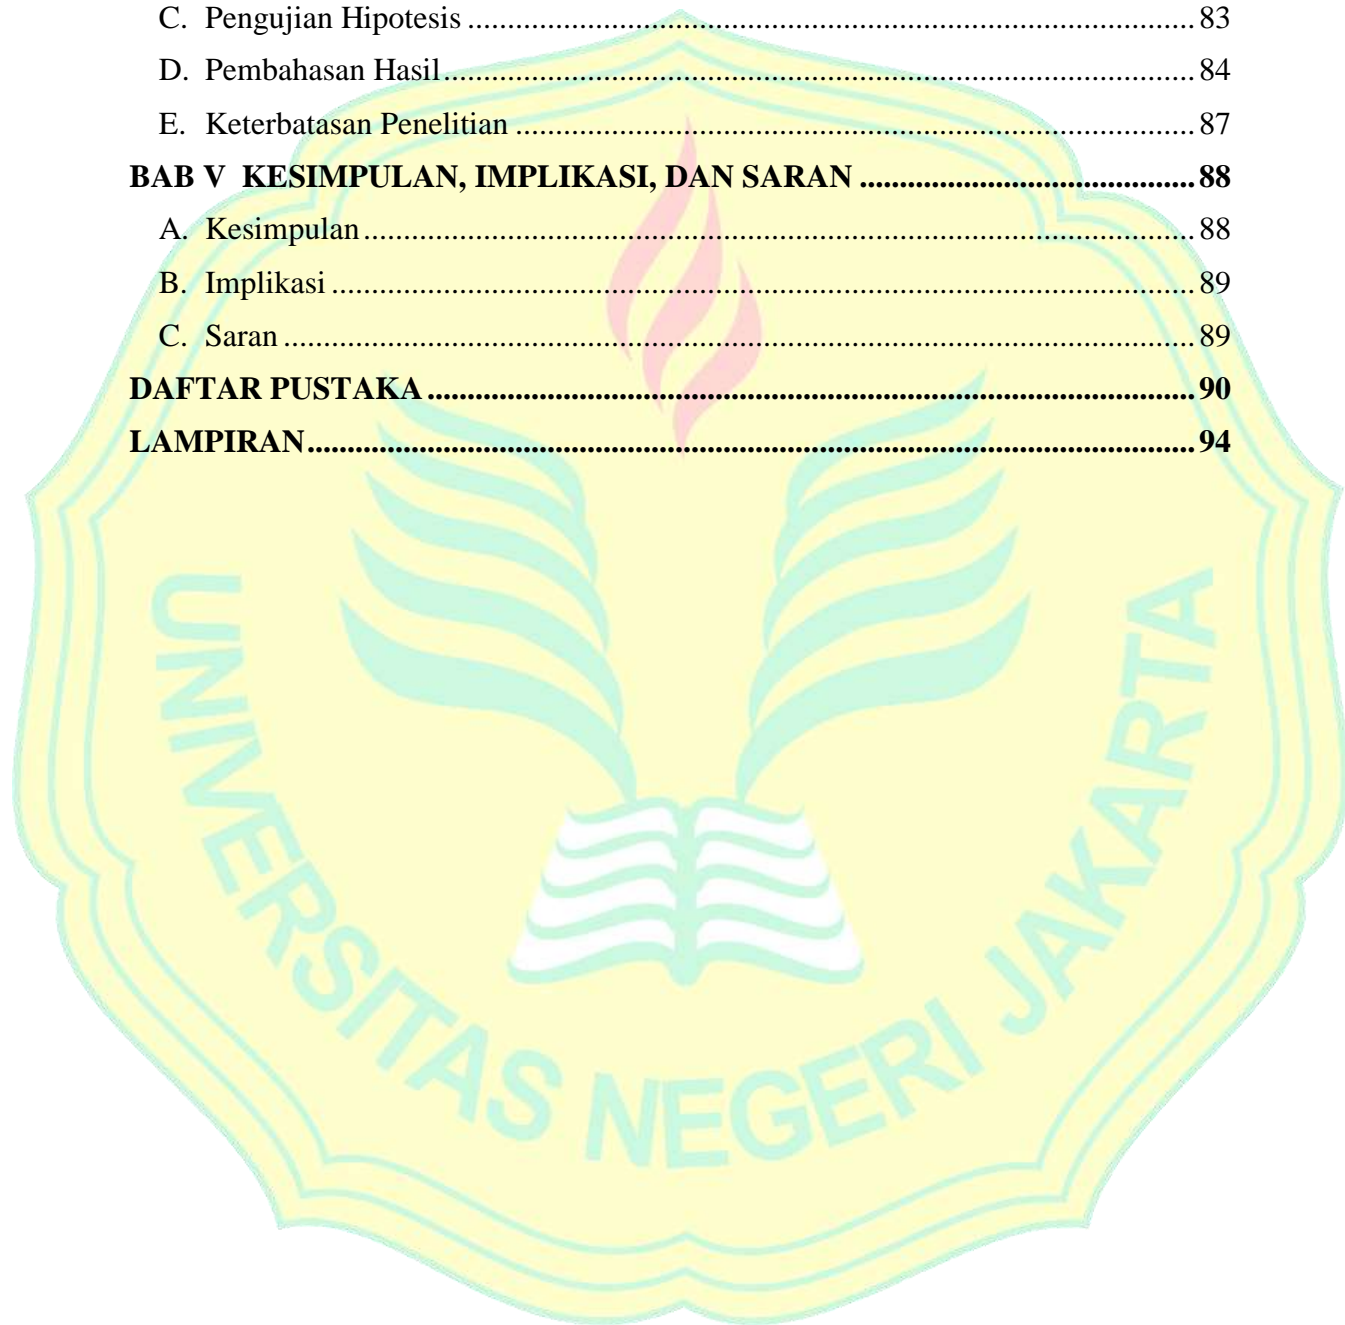 C. Pengujian Hipotesis ........................................................................................... 83
D. Pembahasan Hasil.............................................................................................. 84
E. Keterbatasan Penelitian ..................................................................................... 87
BAB V KESIMPULAN, IMPLIKASI, DAN SARAN .......................................... 88
A. Kesimpulan ........................................................................................................ 88
B. Implikasi ............................................................................................................ 89
C. Saran .................................................................................................................. 89
DAFTAR PUSTAKA ................................................................................................ 90
LAMPIRAN............................................................................................................... 94
UNIVERSITAS NEGERI JAKARTA